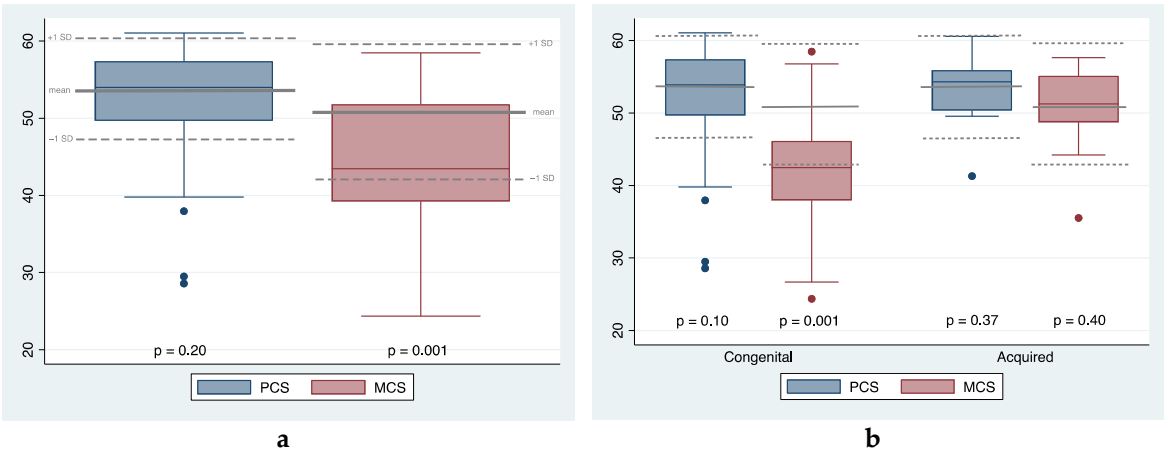 60
50
40
30
20
+1 SD
mean
−1 SD
+1 SD
mean
−1 SD
p = 0.20
p = 0.001
PCS
MCS
a
60
50
40
30
20
p = 0.10
p = 0.001
p = 0.37
p = 0.40
Congenital
Acquired
PCS
MCS
b